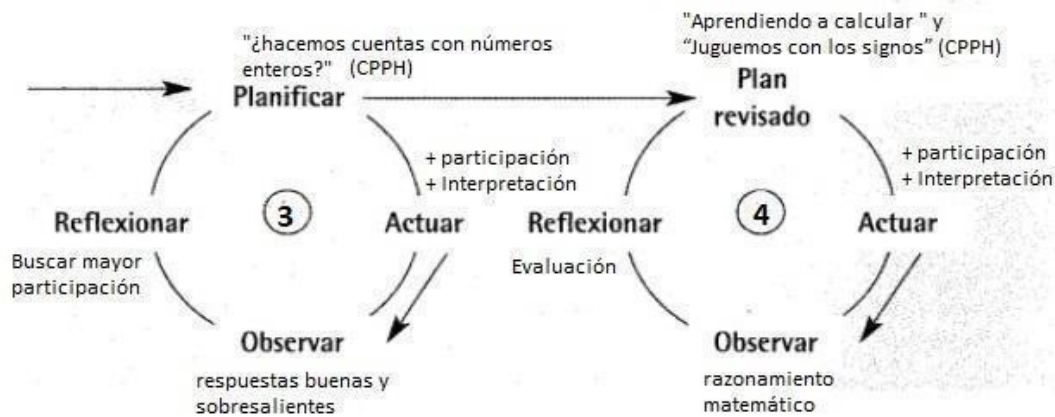 "¿hacemos cuentas con números
enteros?" (CPPH)
Planificar
+ participación
+ Interpretación
Reflexionar
3
Actuar
Buscar mayor
participación
Observar
respuestas buenas y
sobresalientes
"Aprendiendo a calcular " y
“Juguemos con los signos” (CPPH)
Plan
revisado
+ participación
+ Interpretación
Reflexionar
4
Actuar
Evaluación
Observar
razonamiento
matemático